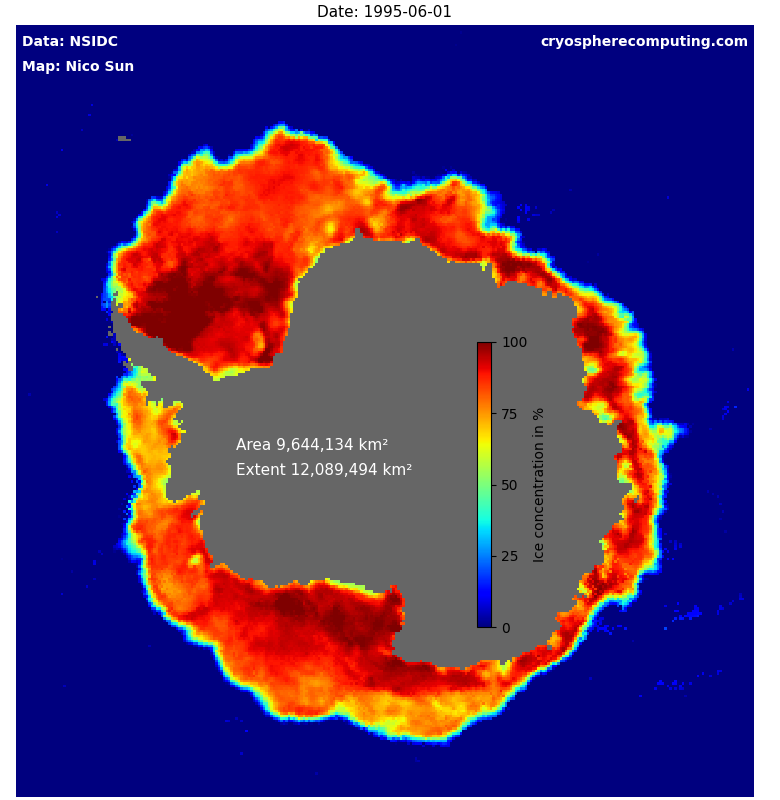 Date: 1995-06-01
Data: NSIDC
cryospherecomputing.com
Map: Nico Sun
100
75
50
25
0
Ice concentration in %
Area 9,644,134 km²
Extent 12,089,494 km²